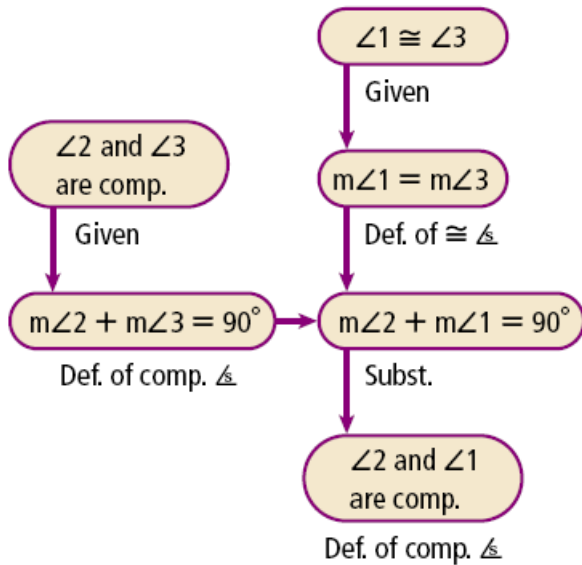 ∠1 ≅ ∠3
Given
∠2 and ∠3
are comp.
Given
m∠1 = m∠3
Def. of ≅ ∠s
m∠2 + m∠3 = 90°
Def. of comp. ∠s
m∠2 + m∠1 = 90°
Subst.
∠2 and ∠1
are comp.
Def. of comp. ∠s